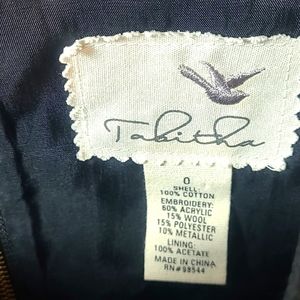 Tabitha
0
SHELL:
100% COTTON
EMBROIDERY:
60% ACRYLIC
15% WOOL
15% POLYESTER
10% METALLIC
LINING:
100% ACETATE
MADE IN CHINA
RN#98544